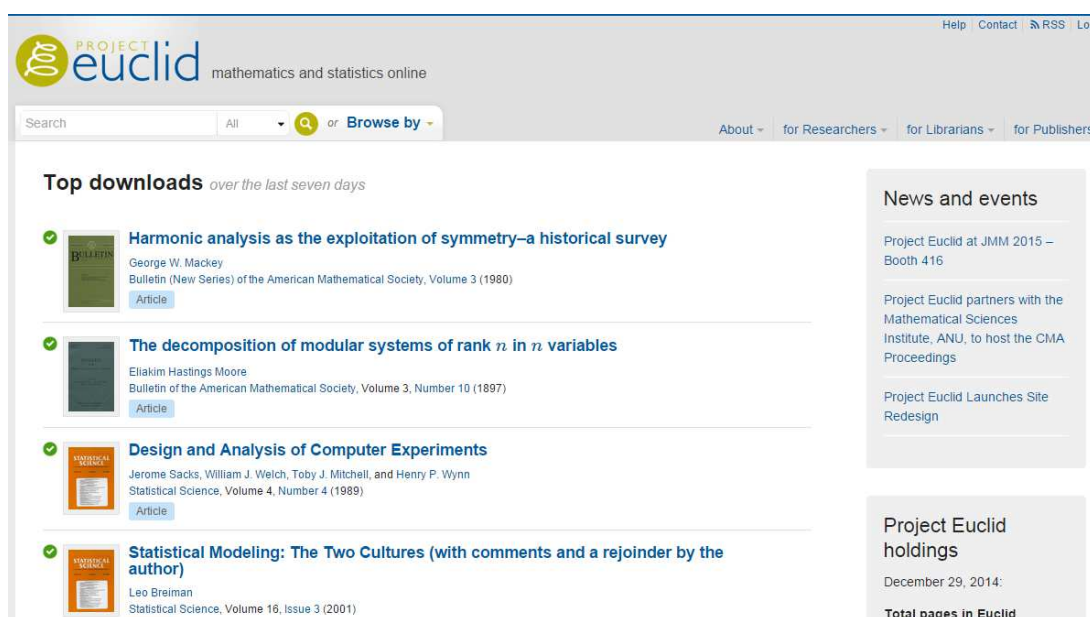 Help Contact RSS Lo
PROJECT
euclid mathematics and statistics online
Search All or Browse by
About for Researchers for Librarians for Publishers
Top downloads over the last seven days
BULLETIN
Harmonic analysis as the exploitation of symmetry–a historical survey
George W. Mackey
Bulletin (New Series) of the American Mathematical Society, Volume 3 (1980)
Article
The decomposition of modular systems of rank n in n variables
Eliakim Hastings Moore
Bulletin of the American Mathematical Society, Volume 3, Number 10 (1897)
Article
STATISTICAL
SCIENCE
Design and Analysis of Computer Experiments
Jerome Sacks, William J. Welch, Toby J. Mitchell, and Henry P. Wynn
Statistical Science, Volume 4, Number 4 (1989)
Article
STATISTICAL
SCIENCE
Statistical Modeling: The Two Cultures (with comments and a rejoinder by the
author)
Leo Breiman
Statistical Science, Volume 16, Issue 3 (2001)
News and events
Project Euclid at JMM 2015 –
Booth 416
Project Euclid partners with the
Mathematical Sciences
Institute, ANU, to host the CMA
Proceedings
Project Euclid Launches Site
Redesign
Project Euclid
holdings
December 29, 2014:
Total pages in Euclid